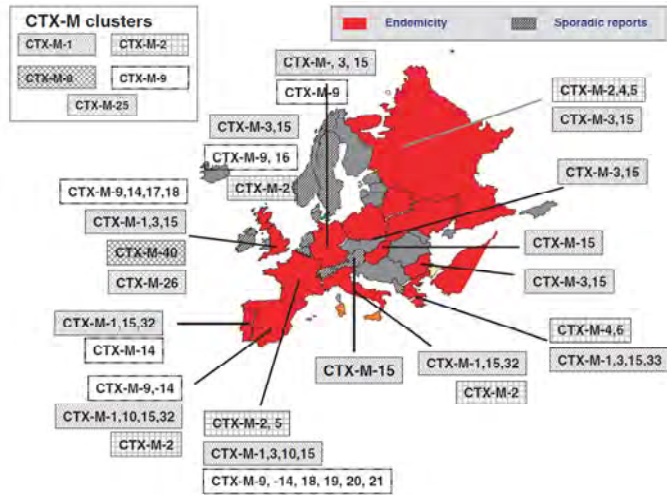 CTX-M clusters
CTX-M-1
CTX-M-2
CTX-M-8
CTX-M-9
CTX-M-25
Endemicity
Sporadic reports
CTX-M-, 3, 15
CTX-M-9
CTX-M-3,15
CTX-M-9, 16
CTX-M-2
CTX-M-2,4,5
CTX-M-3,15
CTX-M-3,15
CTX-M-9,14,17,18
CTX-M-1,3,15
CTX-M-40
CTX-M-26
CTX-M-15
CTX-M-3,15
CTX-M-1,15,32
CTX-M-14
CTX-M-4,6
CTX-M-1,3,15,33
CTX-M-9,-14
CTX-M-1,10,15,32
CTX-M-2
CTX-M-15
CTX-M-1,15,32
CTX-M-2
CTX-M-2, 5
CTX-M-1,3,10,15
CTX-M-9, -14, 18, 19, 20, 21